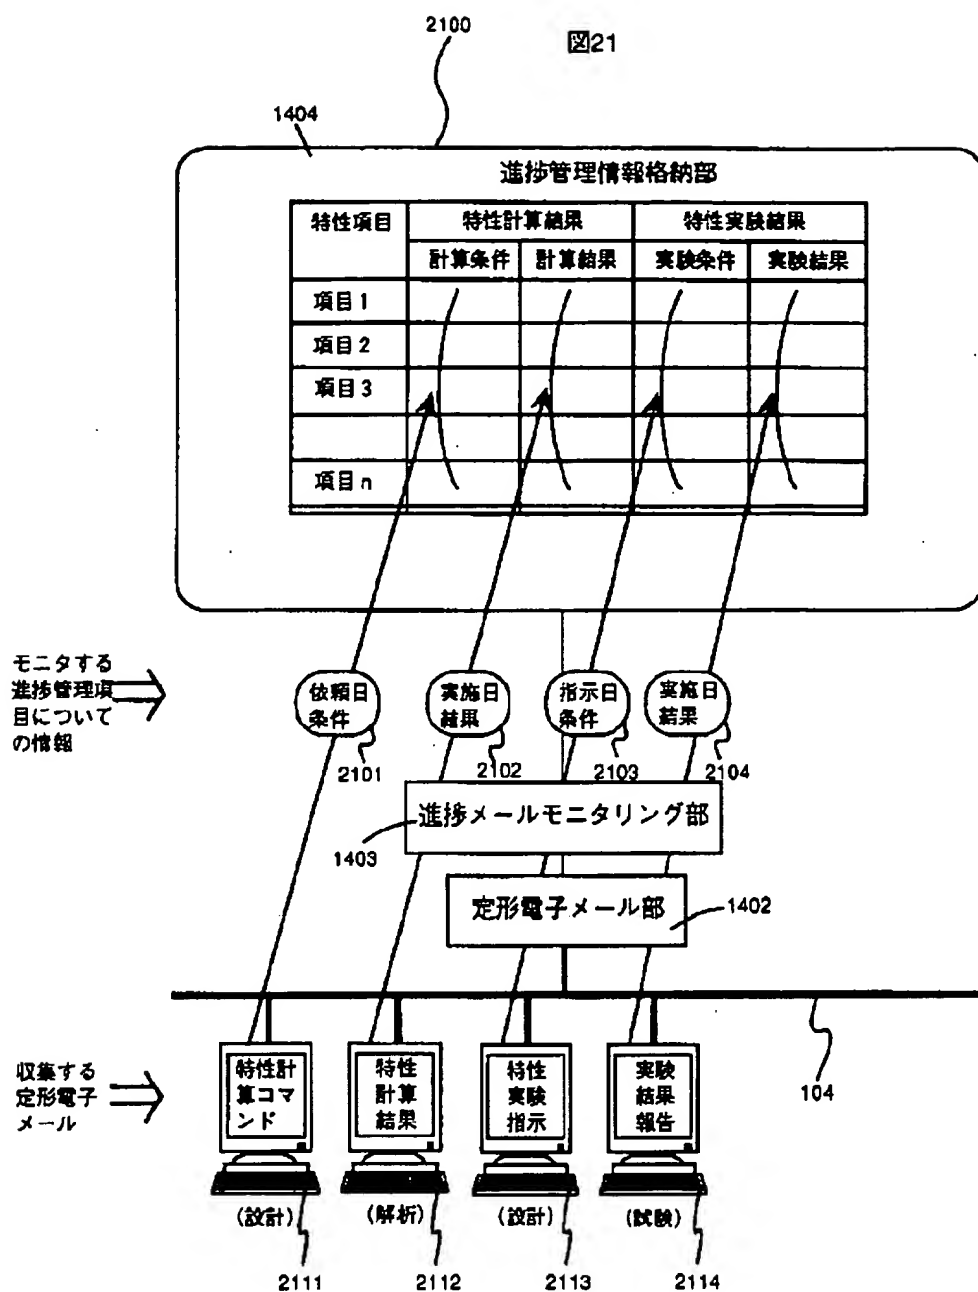 2100
図21
1404
進捗管理情報格納部
特性項目
特性計算結果
特性実験結果
計算条件
計算結果
実験条件
実験結果
項目1
項目2
項目3
項目n
モニタする
進捗管理項
目について
の情報
依頼日
条件
実施日
結果
指示日
条件
実施日
結果
2101
2102
2103
2104
進捗メールモニタリング部
1403
定形電子メール部
1402
収集する
定形電子
メール
特性計
算コマ
ンド
特性
計算
結果
特性
実験
指示
実験
結果
報告
104
(設計)
(解析)
(設計)
(試験)
2111
2112
2113
2114